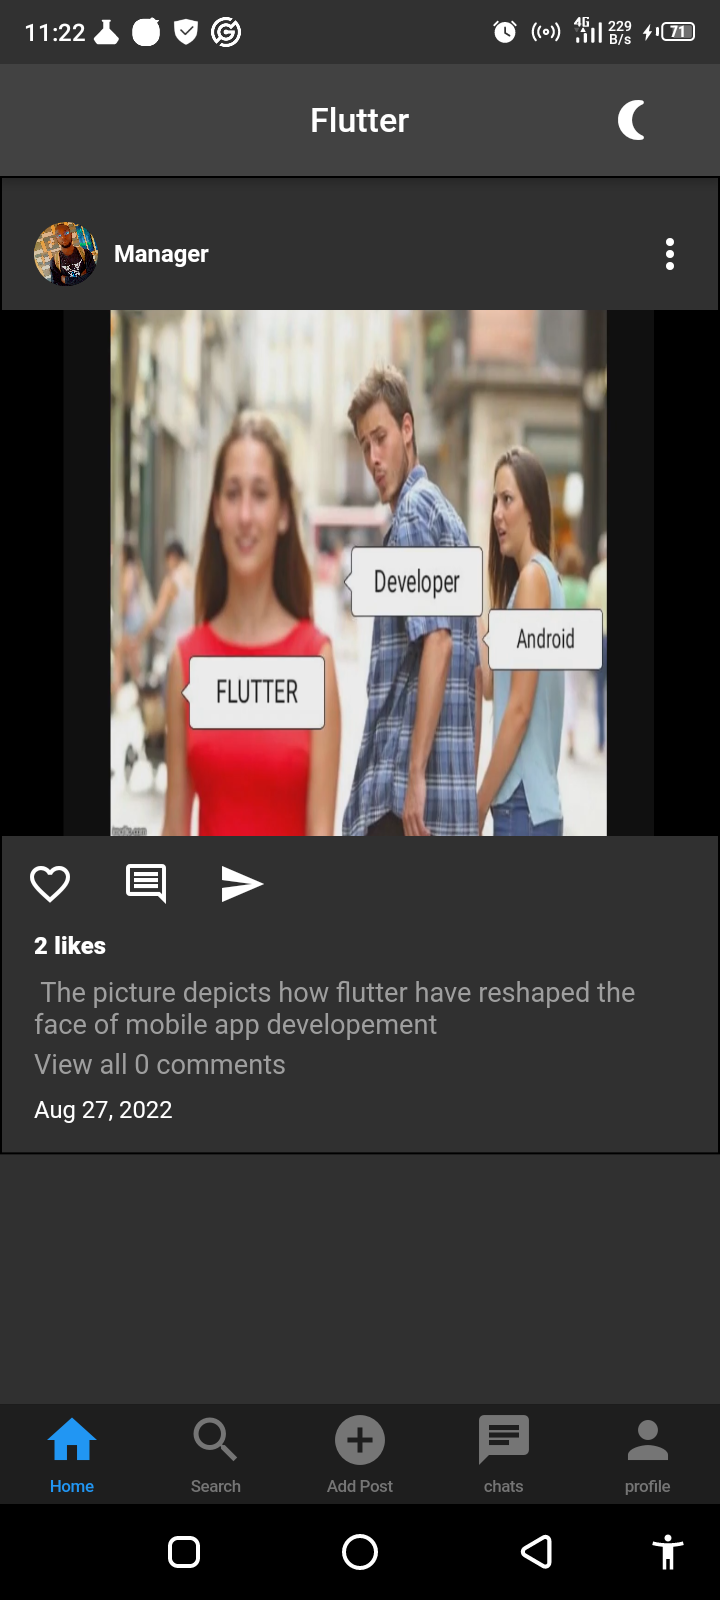 11:22
4G
229
B/s
71
Flutter
Manager
Developer
Android
FLUTTER
2 likes
The picture depicts how flutter have reshaped the
face of mobile app developement
View all 0 comments
Aug 27, 2022
Home
Search
Add Post
chats
profile